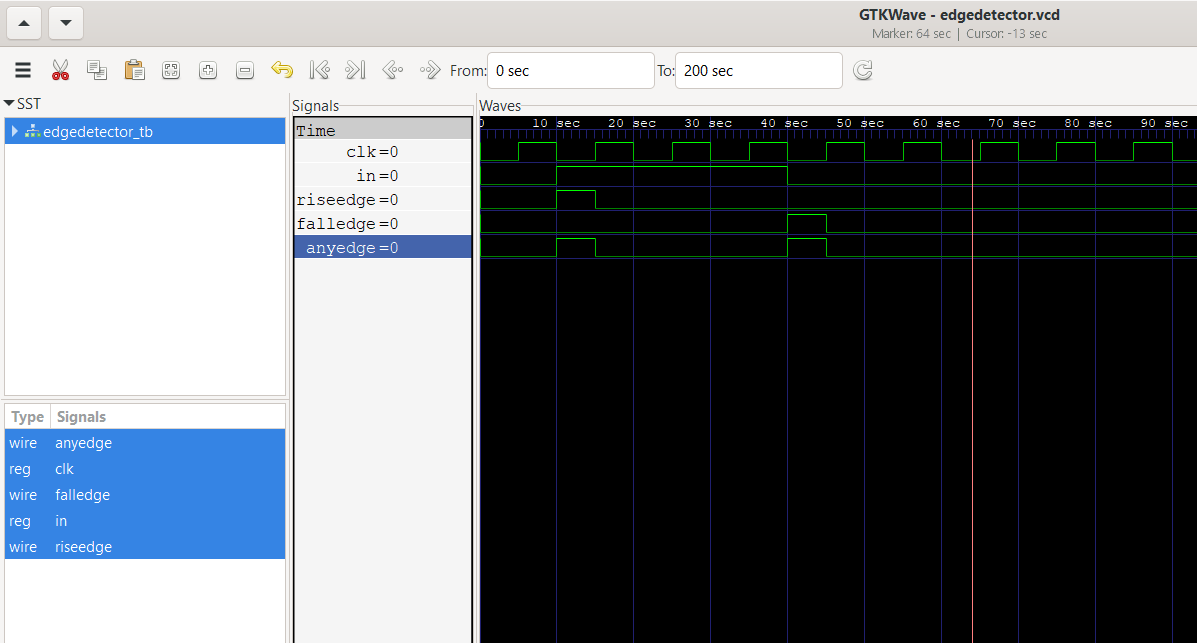 GTKWave - edgedetector.vcd
Marker: 64 sec | Cursor: -13 sec
From: 0 sec To: 200 sec
SST
edgedetector_tb
Type Signals
wire anyedge
reg clk
wire falledge
reg in
wire riseedge
Signals
Time
clk=0
in=0
riseedge=0
falledge=0
anyedge=0
Waves
0 10 sec 20 sec 30 sec 40 sec 50 sec 60 sec 70 sec 80 sec 90 sec